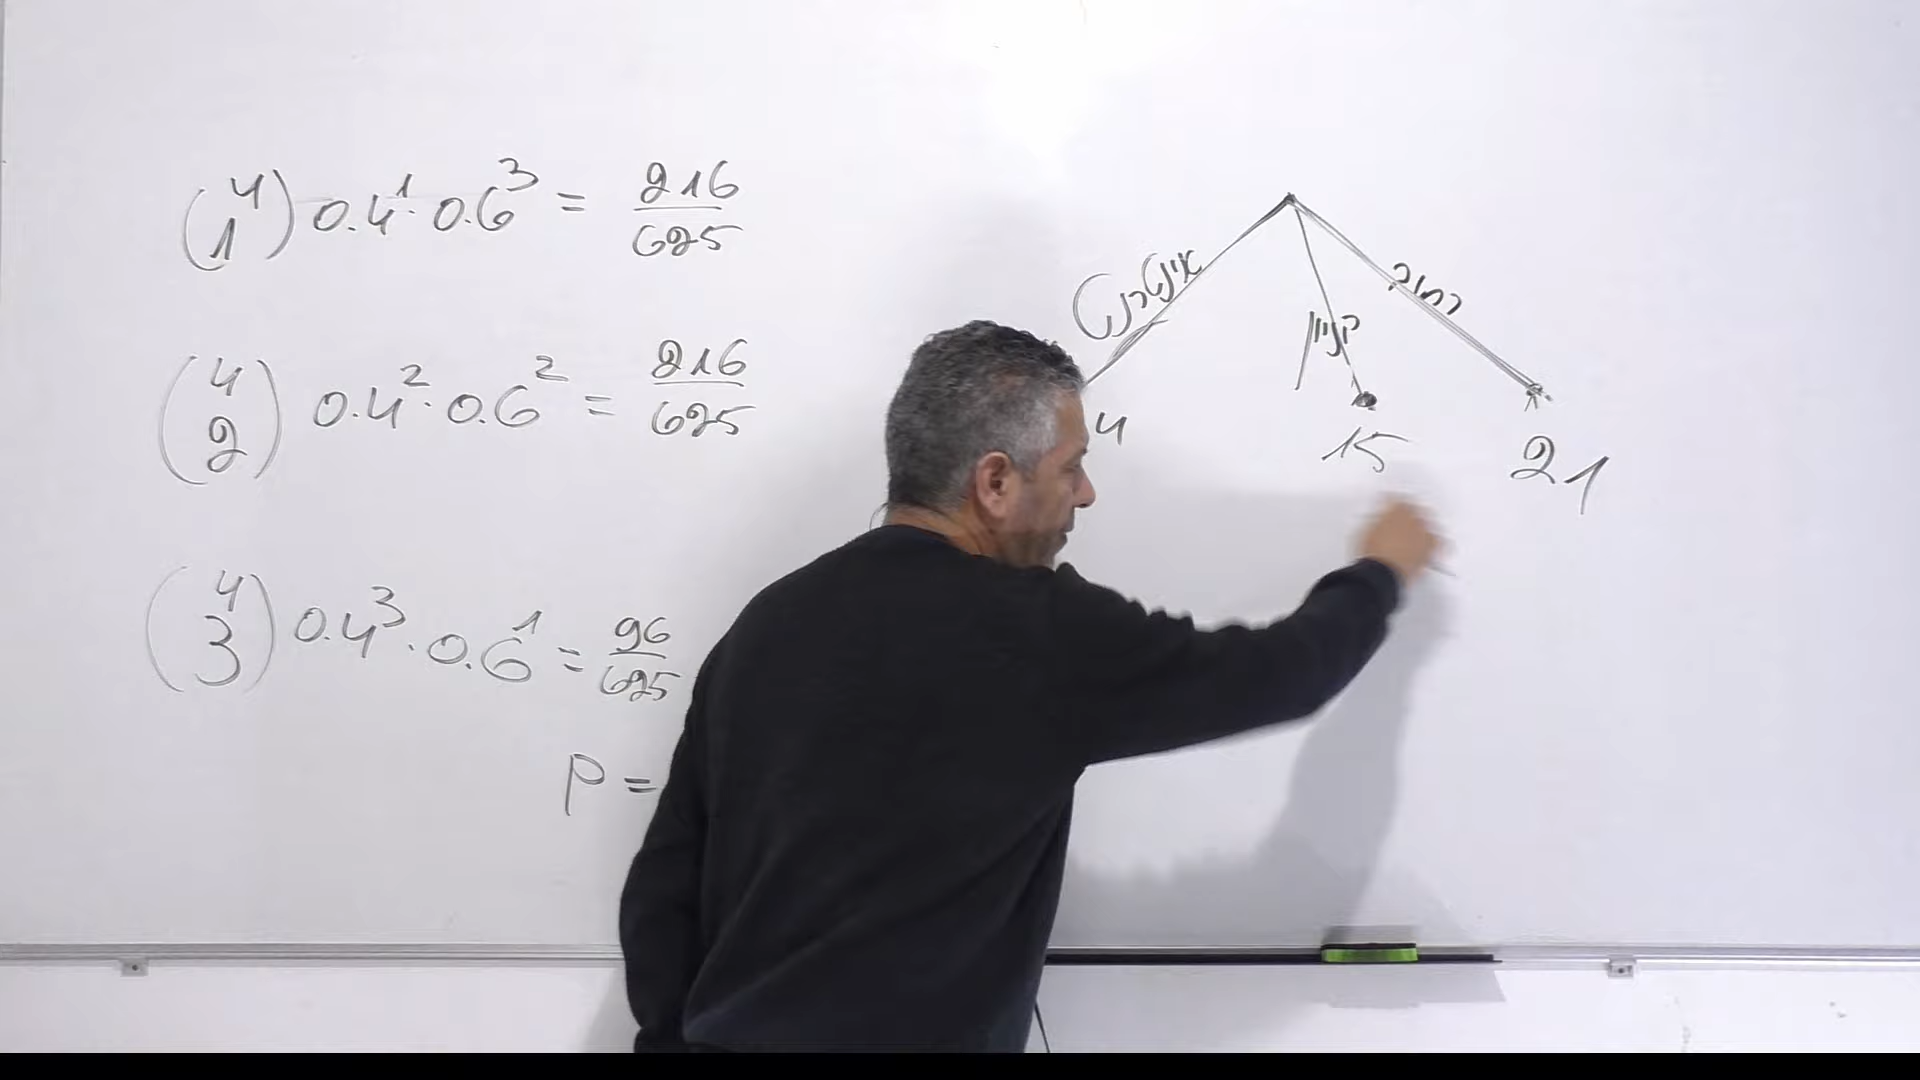 (4 1) 0.4^1 · 0.6^3 = 216/625
(4 2) 0.4^2 · 0.6^2 = 216/625
(4 3) 0.4^3 · 0.6^1 = 96/625
P =
קניון
4
15
21